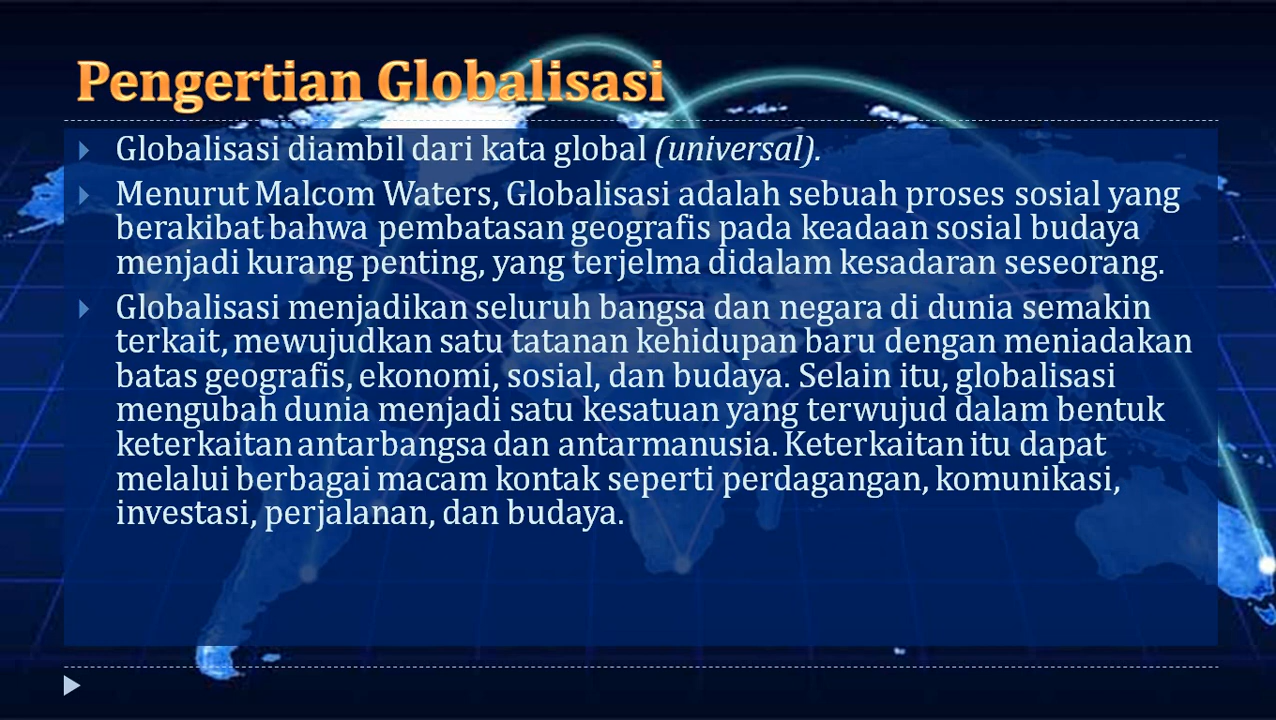 Pengertian Globalisasi
Globalisasi diambil dari kata global (universal).
Menurut Malcom Waters, Globalisasi adalah sebuah proses sosial yang
berakibat bahwa pembatasan geografis pada keadaan sosial budaya
menjadi kurang penting, yang terjelma didalam kesadaran seseorang.
Globalisasi menjadikan seluruh bangsa dan negara di dunia semakin
terkait, mewujudkan satu tatanan kehidupan baru dengan meniadakan
batas geografis, ekonomi, sosial, dan budaya. Selain itu, globalisasi
mengubah dunia menjadi satu kesatuan yang terwujud dalam bentuk
keterkaitan antarbangsa dan antarmanusia. Keterkaitan itu dapat
melalui berbagai macam kontak seperti perdagangan, komunikasi,
investasi, perjalanan, dan budaya.